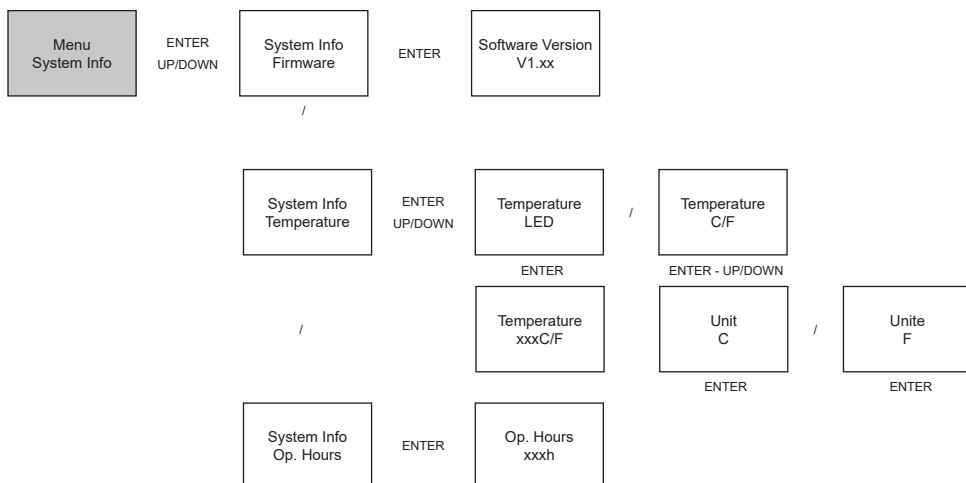 Menu
System Info
ENTER
UP/DOWN
System Info
Firmware
ENTER
Software Version
V1.xx
/
System Info
Temperature
ENTER
UP/DOWN
Temperature
LED
/
Temperature
C/F
ENTER
ENTER - UP/DOWN
/
Temperature
xxxC/F
Unit
C
/
Unite
F
ENTER
ENTER
System Info
Op. Hours
ENTER
Op. Hours
xxxh